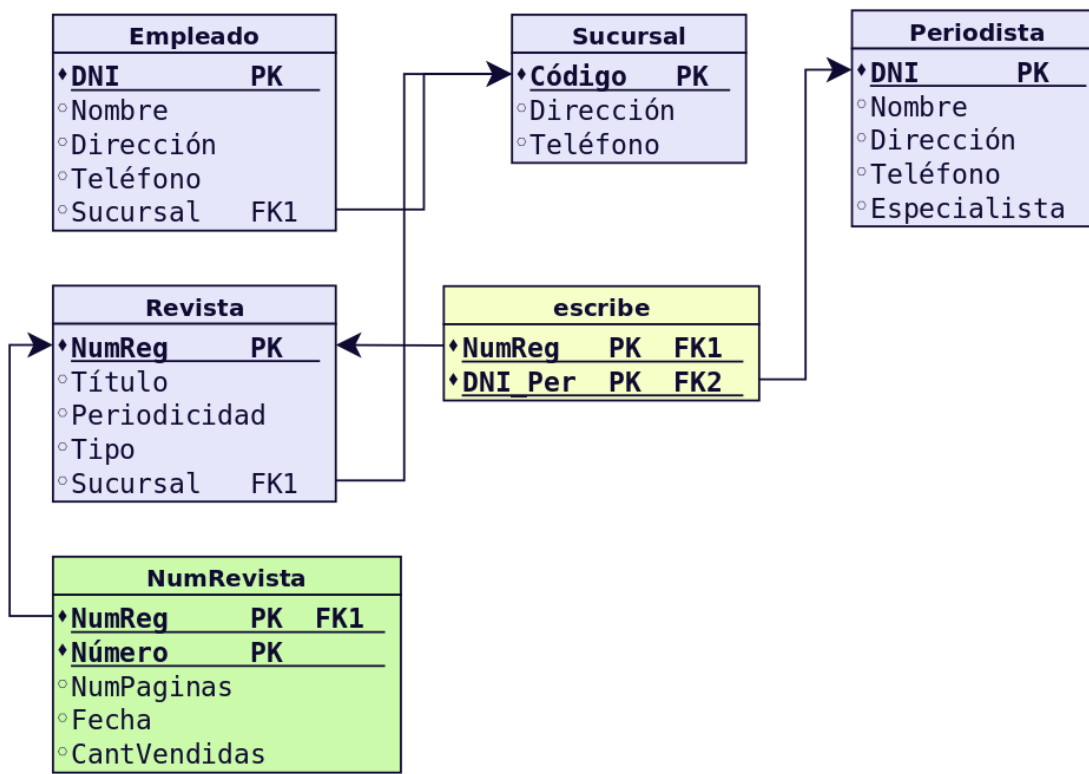 Empleado
DNI PK
Nombre
Dirección
Teléfono
Sucursal FK1
Sucursal
Código PK
Dirección
Teléfono
Periodista
DNI PK
Nombre
Dirección
Teléfono
Especialista
Revista
NumReg PK
Título
Periodicidad
Tipo
Sucursal FK1
escribe
NumReg PK FK1
DNI_Per PK FK2
NumRevista
NumReg PK FK1
Número PK
NumPaginas
Fecha
CantVendidas